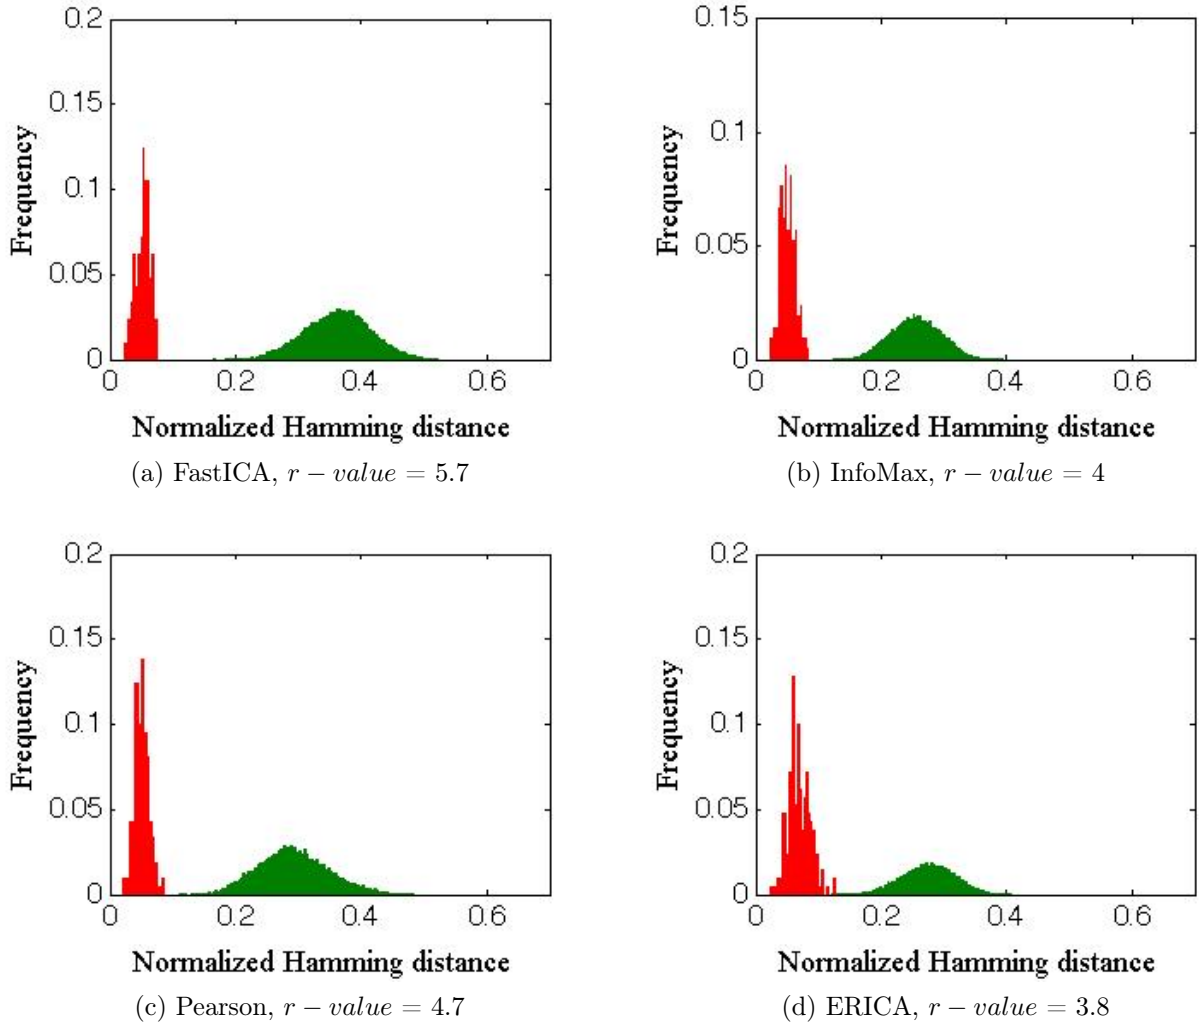 0.2
0.15
0.1
0.05
0
0 0.2 0.4 0.6
Frequency
Normalized Hamming distance
(a) FastICA, r − value = 5.7
0.15
0.1
0.05
0
0 0.2 0.4 0.6
Frequency
Normalized Hamming distance
(b) InfoMax, r − value = 4
0.2
0.15
0.1
0.05
0
0 0.2 0.4 0.6
Frequency
Normalized Hamming distance
(c) Pearson, r − value = 4.7
0.2
0.15
0.1
0.05
0
0 0.2 0.4 0.6
Frequency
Normalized Hamming distance
(d) ERICA, r − value = 3.8